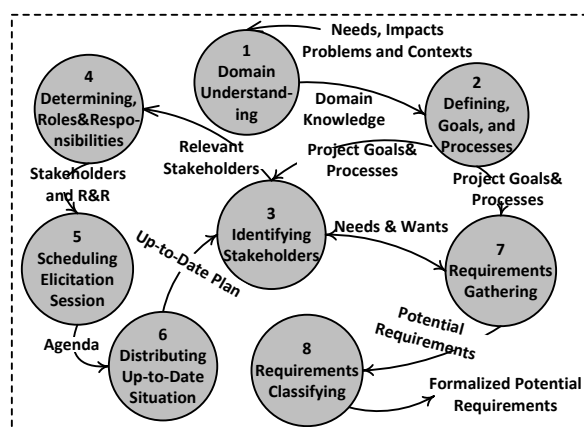 Needs, Impacts
Problems and Contexts
1
Domain
Understand-
ing
4
Determining,
Roles&Respon-
sibilities
2
Defining,
Goals, and
Processes
Domain
Knowledge
Relevant
Stakeholders
Project Goals&
Processes
Project Goals&
Processes
Stakeholders
and R&R
3
Identifying
Stakeholders
Needs & Wants
5
Scheduling
Elicitation
Session
Up-to-Date Plan
7
Requirements
Gathering
Agenda
6
Distributing
Up-to-Date
Situation
Potential
Requirements
8
Requirements
Classifying
Formalized Potential
Requirements